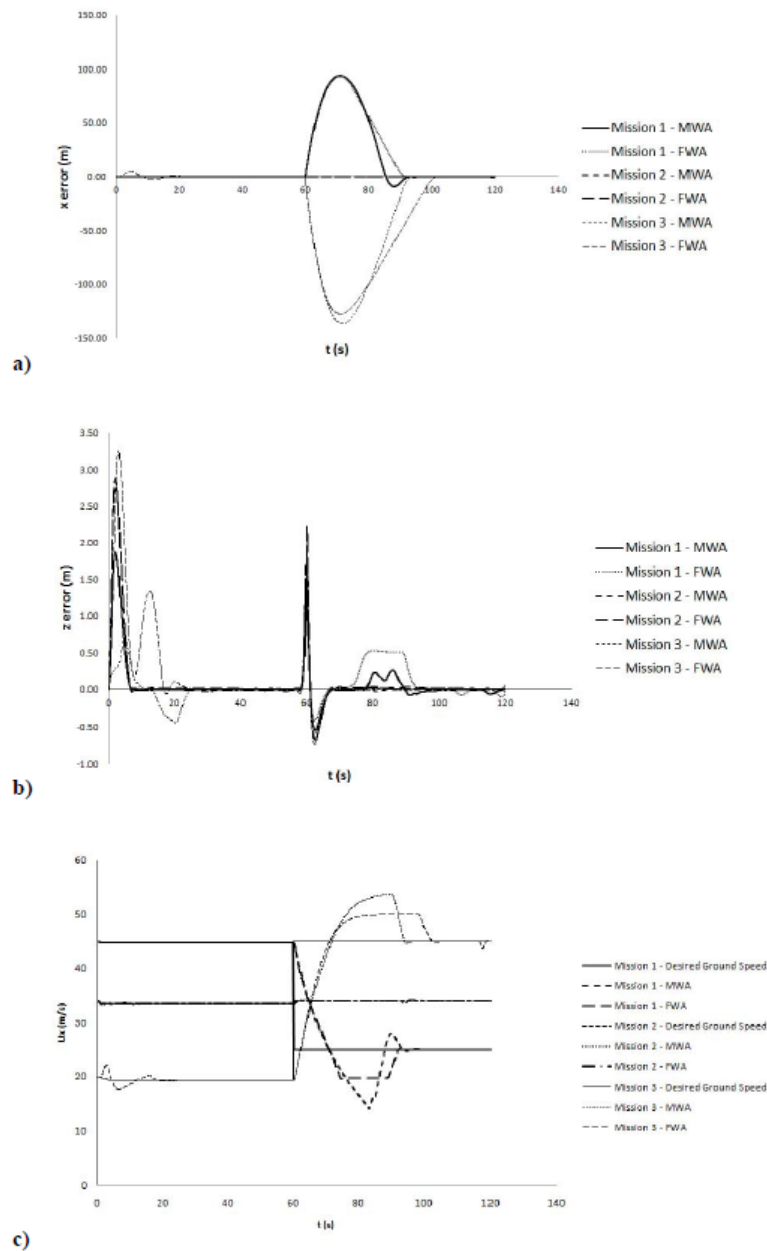 100.00
50.00
0.00
-50.00
-100.00
-150.00
x error (m)
0
20
40
60
80
100
120
140
t (s)
Mission 1 - MWA
Mission 1 - FWA
Mission 2 - MWA
Mission 2 - FWA
Mission 3 - MWA
Mission 3 - FWA
a)
3.50
3.00
2.50
2.00
1.50
1.00
0.50
0.00
-0.50
-1.00
z error (m)
0
20
40
60
80
100
120
140
t (s)
Mission 1 - MWA
Mission 1 - FWA
Mission 2 - MWA
Mission 2 - FWA
Mission 3 - MWA
Mission 3 - FWA
b)
60
50
40
30
20
10
0
Ux (m/s)
0
20
40
60
80
100
120
140
t (s)
Mission 1 - Desired Ground Speed
Mission 1 - MWA
Mission 1 - FWA
Mission 2 - Desired Ground Speed
Mission 2 - MWA
Mission 2 - FWA
Mission 3 - Desired Ground Speed
Mission 3 - MWA
Mission 3 - FWA
c)